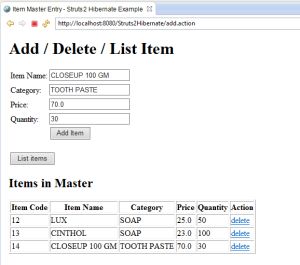 Item Master Entry - Struts2 Hibernate Example
http://localhost:8080/Struts2Hibernate/add.action
Add / Delete / List Item
Item Name: CLOSEUP 100 GM
Category: TOOTH PASTE
Price: 70.0
Quantity: 30
Add Item
List items
Items in Master
Item Code Item Name Category Price Quantity Action
12 LUX SOAP 25.0 50 delete
13 CINTHOL SOAP 23.0 100 delete
14 CLOSEUP 100 GM TOOTH PASTE 70.0 30 delete